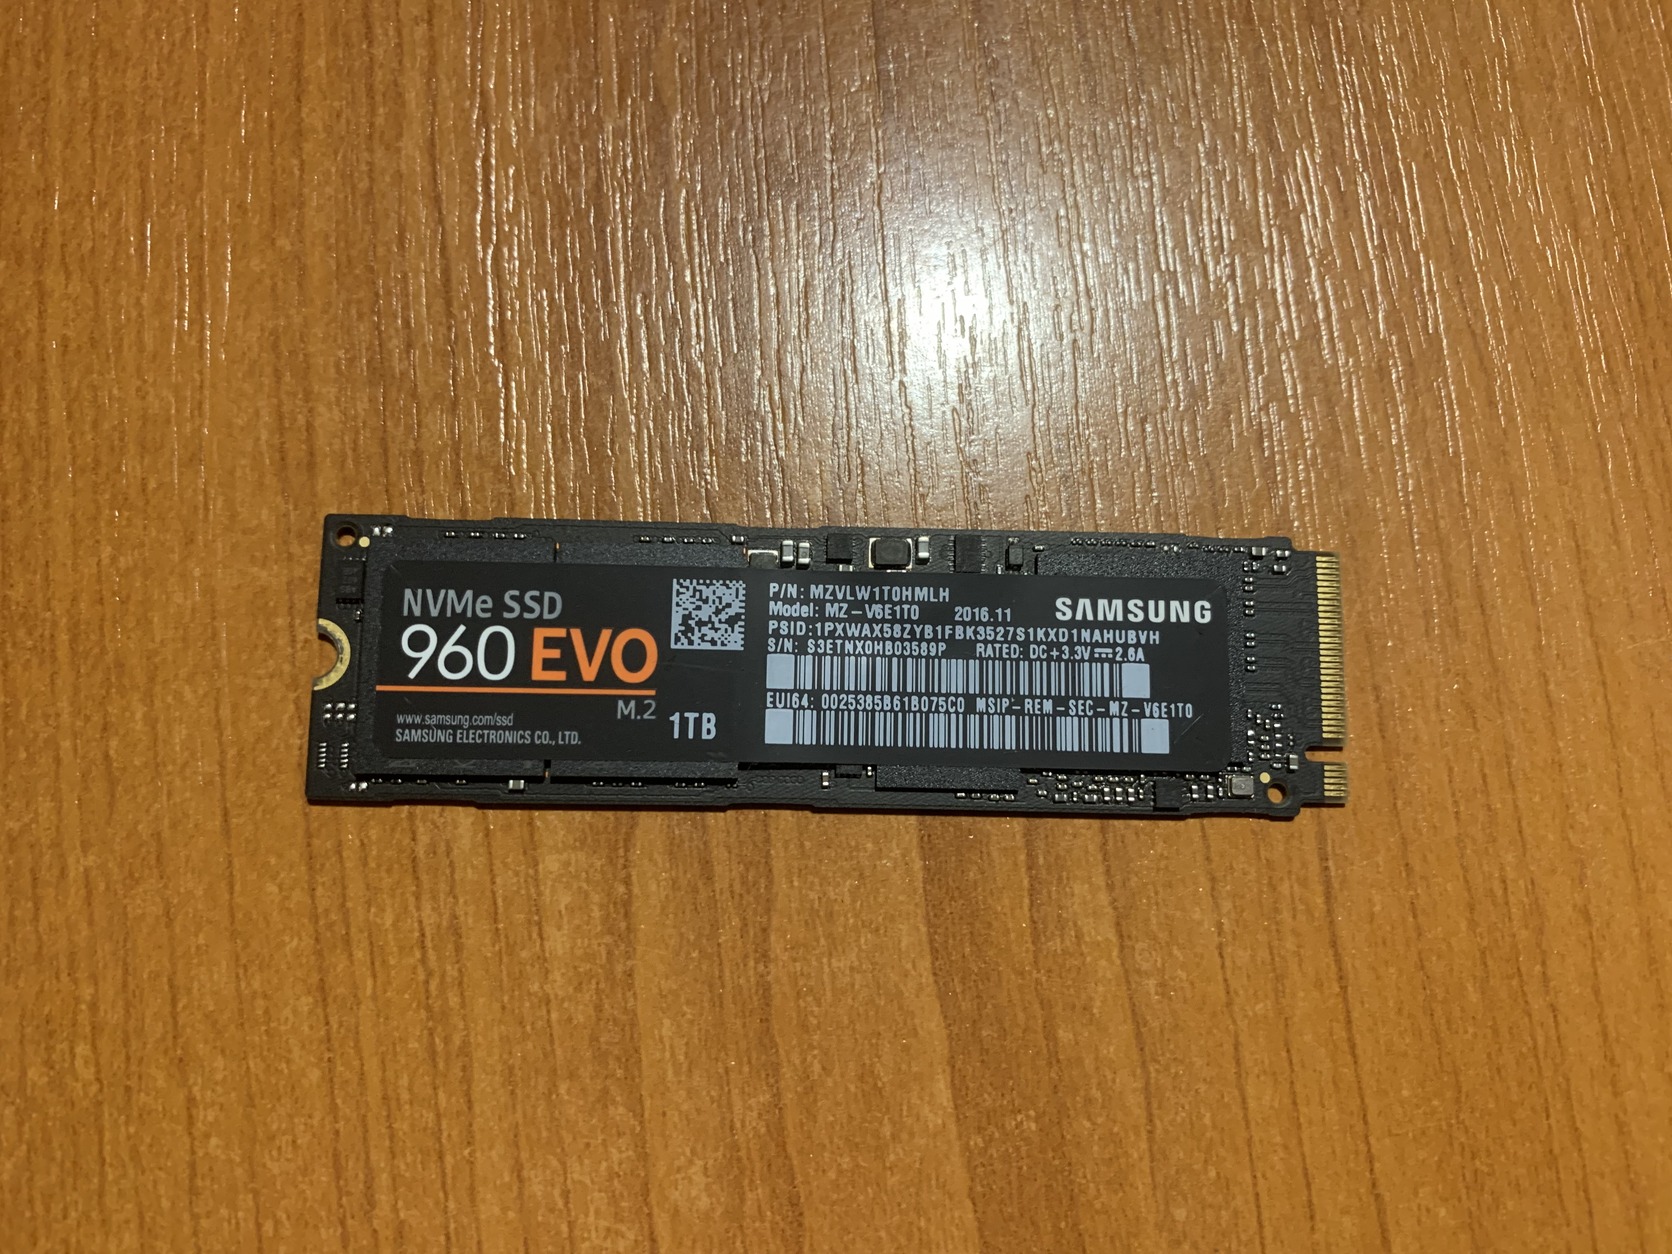 NVMe SSD
960 EVO
M.2
www.samsung.com/ssd
SAMSUNG ELECTRONICS CO., LTD.
1TB
P/N: MZVLW1T0HMLH
Model: MZ-V6E1T0 2016.11
SAMSUNG
PSID:1PXWAX58ZYB1FBK3527S1KXD1NAHUBVH
S/N: S3ETNX0HB03589P RATED: DC+3.3V⎓2.6A
EUI64: 0025385B61B075C0 MSIP-REM-SEC-MZ-V6E1T0